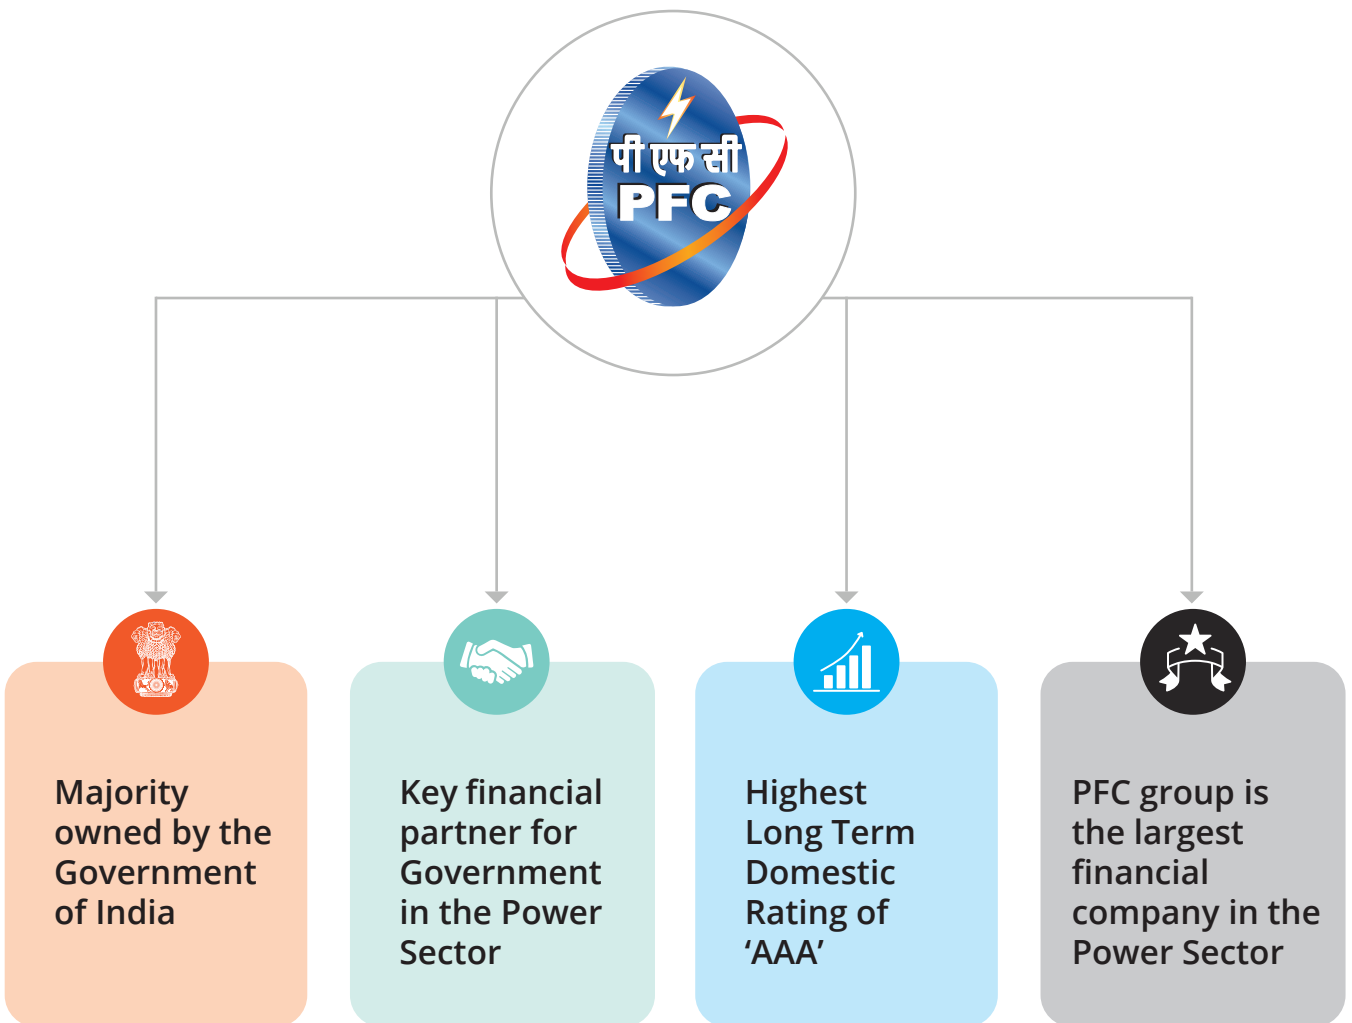 पी एफ सी
PFC
Majority
owned by the
Government
of India
Key financial
partner for
Government
in the Power
Sector
Highest
Long Term
Domestic
Rating of
‘AAA’
PFC group is
the largest
financial
company in the
Power Sector